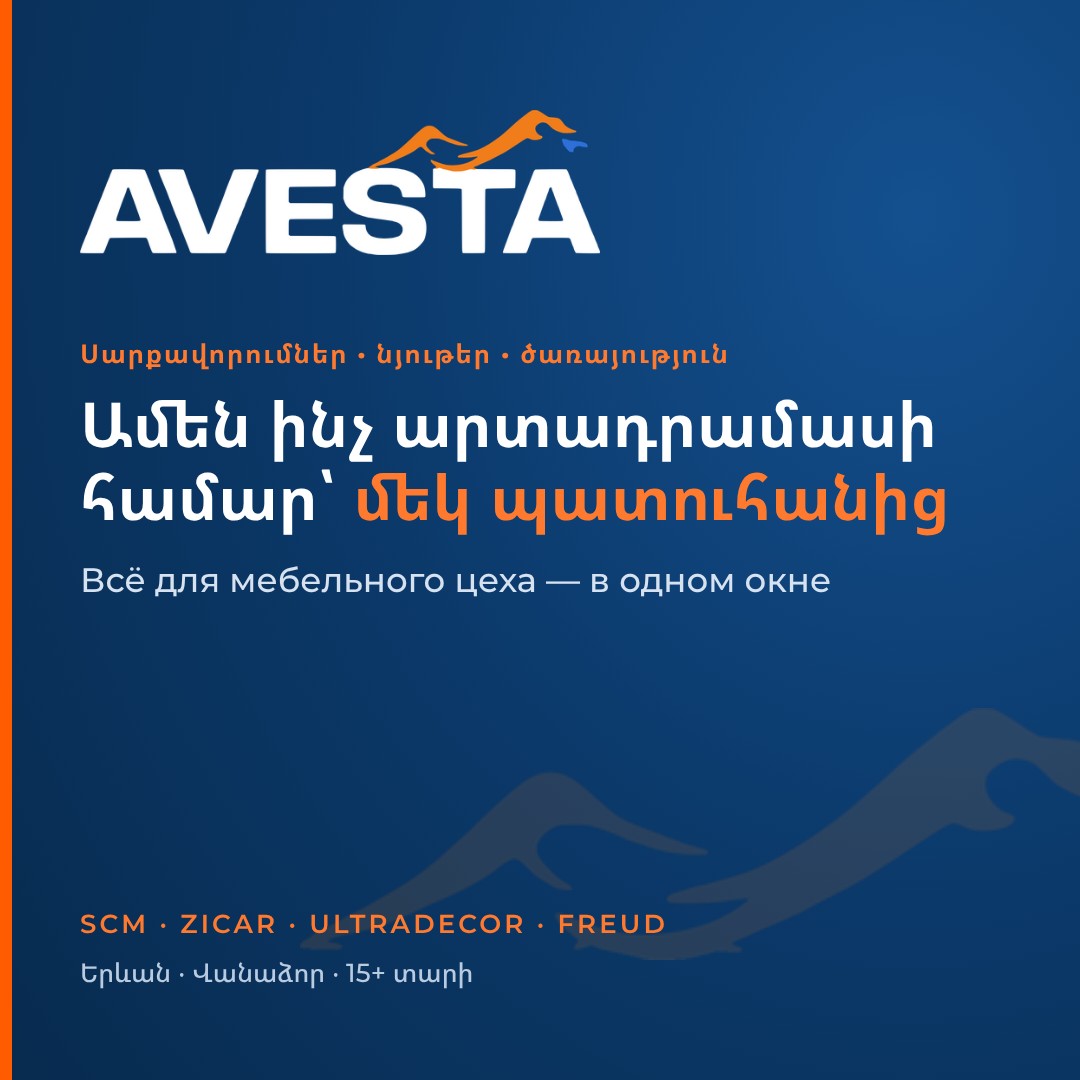 AVESTA
Սարքավորումներ • նյութեր • ծառայություն
Ամեն ինչ արտադրամասի
համար՝ մեկ պատուհանից
Всё для мебельного цеха — в одном окне
SCM · ZICAR · ULTRADECOR · FREUD
Երևան · Վանաձոր · 15+ տարի